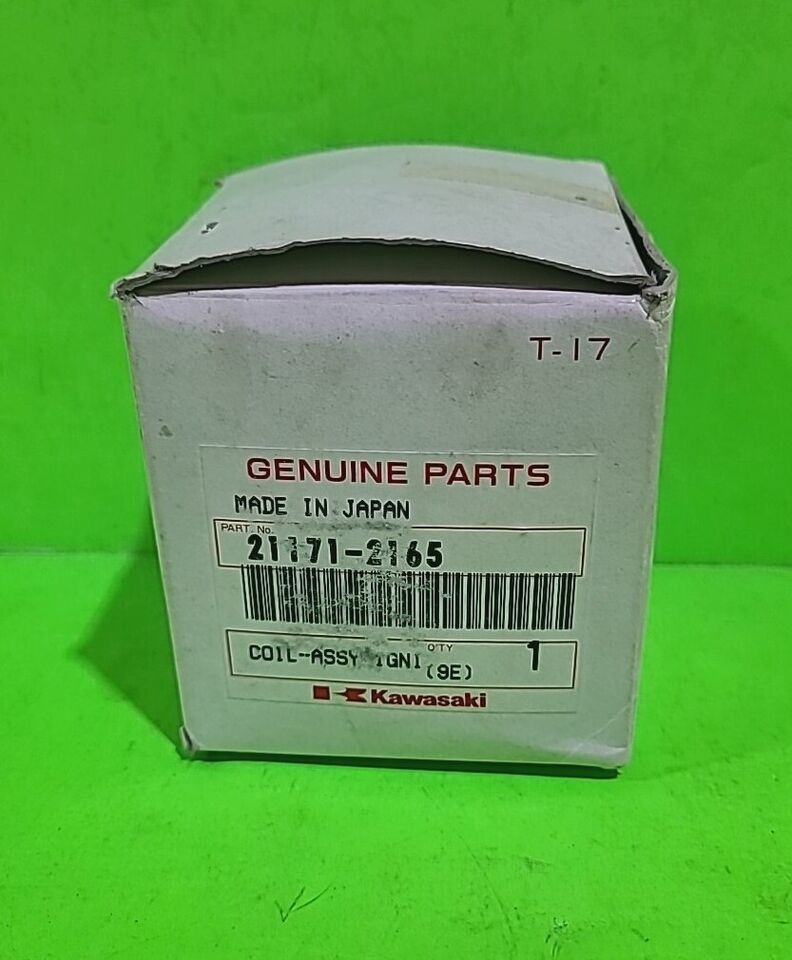 T-17
GENUINE PARTS
MADE IN JAPAN
PART. No.
21171-2165
COIL-ASSY IGNI (9E)
Q'TY
1
Kawasaki